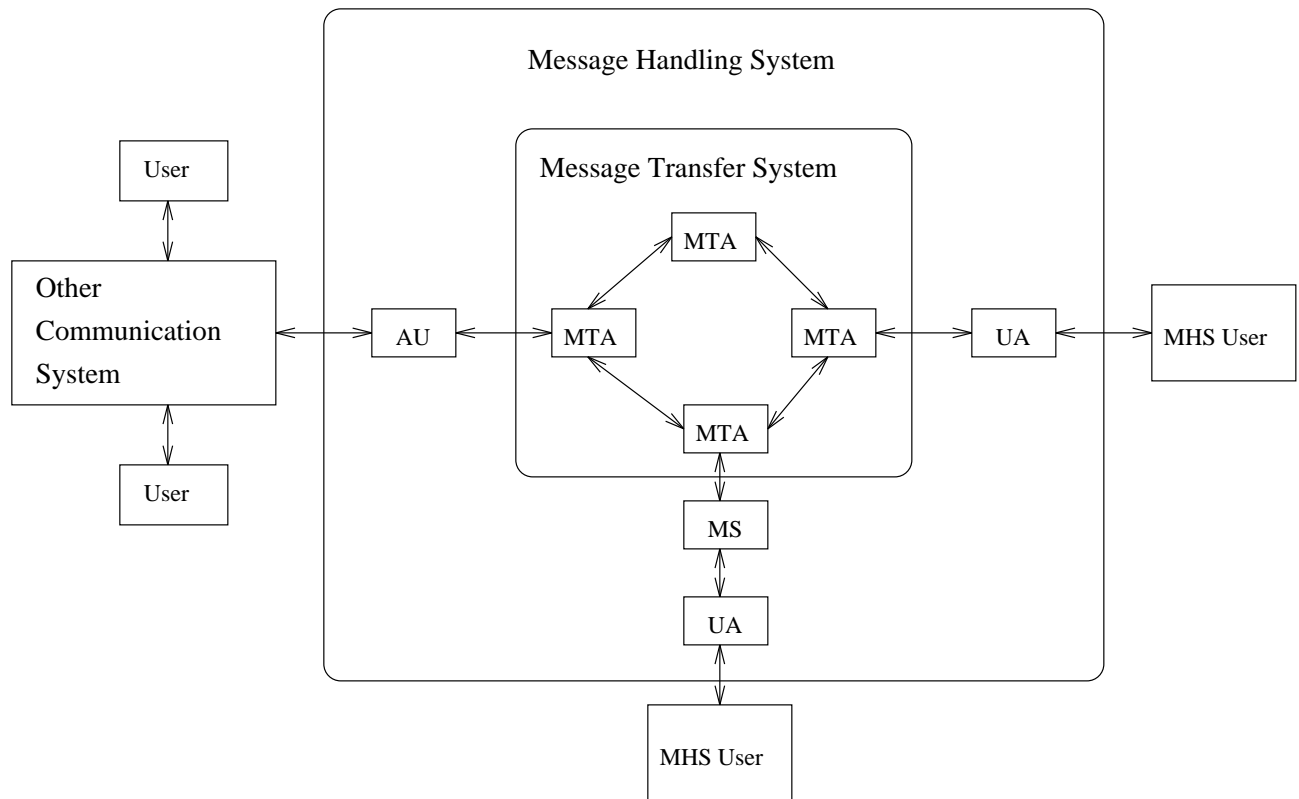 Message Handling System
Message Transfer System
User
MTA
Other
Communication
System
AU
MTA
MTA
UA
MHS User
MTA
User
MS
UA
MHS User